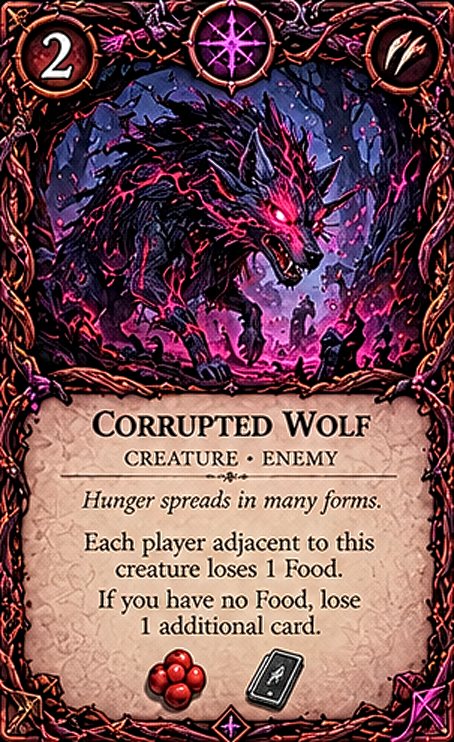 2
CORRUPTED WOLF
CREATURE • ENEMY
Hunger spreads in many forms.
Each player adjacent to this
creature loses 1 Food.
If you have no Food, lose
1 additional card.